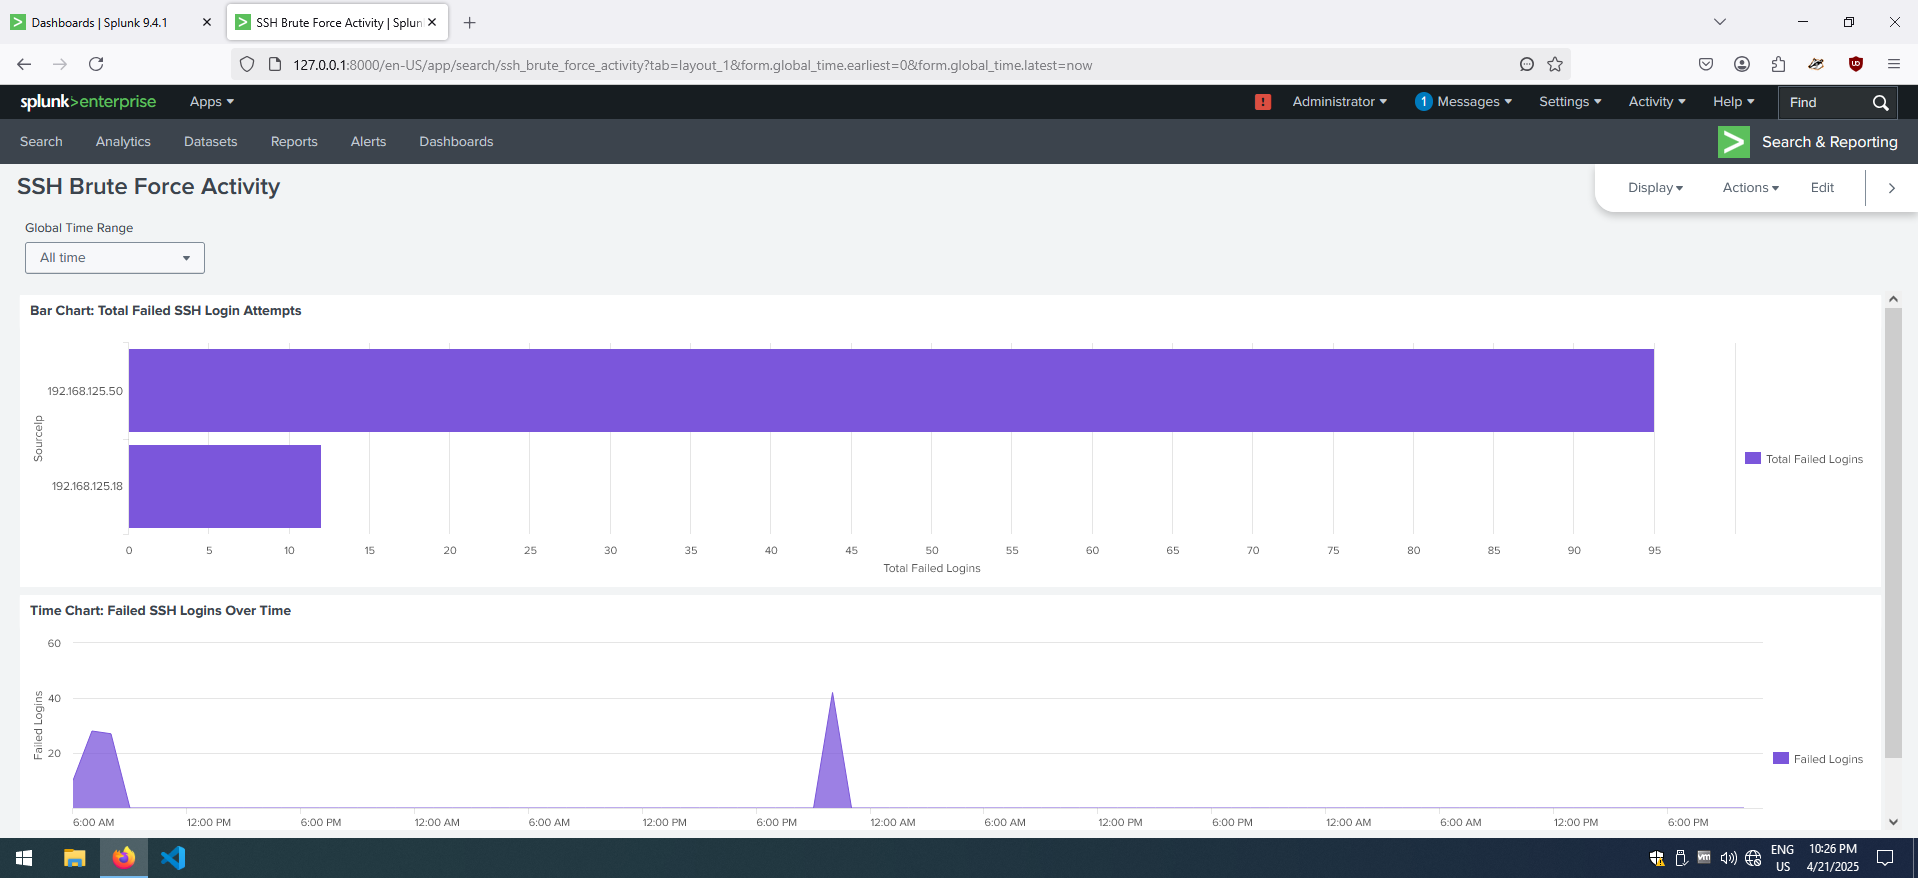 Dashboards | Splunk 9.4.1
SSH Brute Force Activity | Splun
127.0.0.1:8000/en-US/app/search/ssh_brute_force_activity?tab=layout_1&form.global_time.earliest=0&form.global_time.latest=now
splunk>enterprise Apps
! Administrator 1 Messages Settings Activity Help Find
Search Analytics Datasets Reports Alerts Dashboards
Search & Reporting
SSH Brute Force Activity
Display Actions Edit
Global Time Range
All time
Bar Chart: Total Failed SSH Login Attempts
SourceIp
192.168.125.50
192.168.125.18
Total Failed Logins
0 5 10 15 20 25 30 35 40 45 50 55 60 65 70 75 80 85 90 95
Total Failed Logins
Time Chart: Failed SSH Logins Over Time
Failed Logins
60
40
20
Failed Logins
6:00 AM 12:00 PM 6:00 PM 12:00 AM 6:00 AM 12:00 PM 6:00 PM 12:00 AM 6:00 AM 12:00 PM 6:00 PM 12:00 AM 6:00 AM 12:00 PM 6:00 PM
vm
ENG
US
10:26 PM
4/21/2025